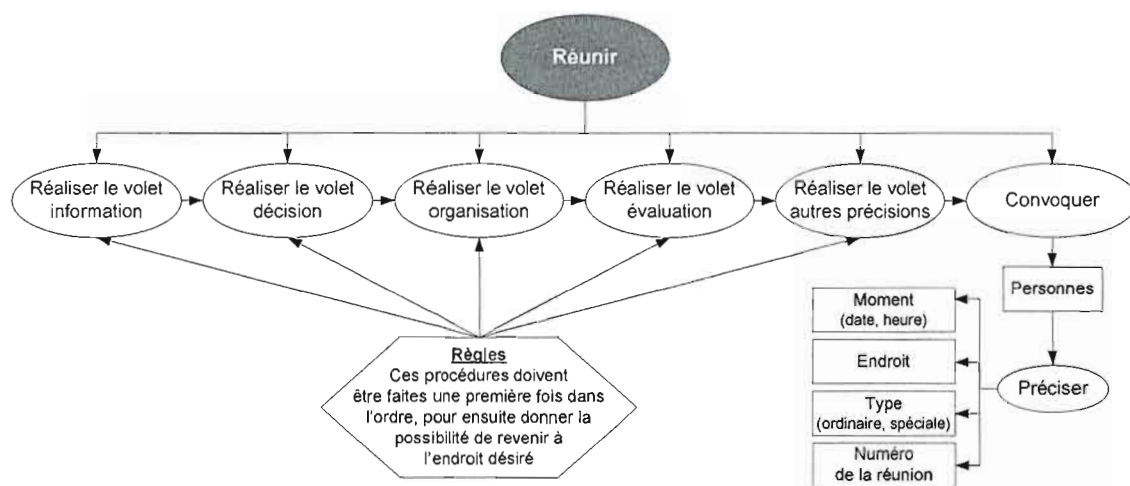 Réunir
Réaliser le volet
information
Réaliser le volet
décision
Réaliser le volet
organisation
Réaliser le volet
évaluation
Réaliser le volet
autres précisions
Convoquer
Personnes
Préciser
Moment
(date, heure)
Endroit
Type
(ordinaire, spéciale)
Numéro
de la réunion
Règles
Ces procédures doivent
être faites une première fois dans
l'ordre, pour ensuite donner la
possibilité de revenir à
l'endroit désiré